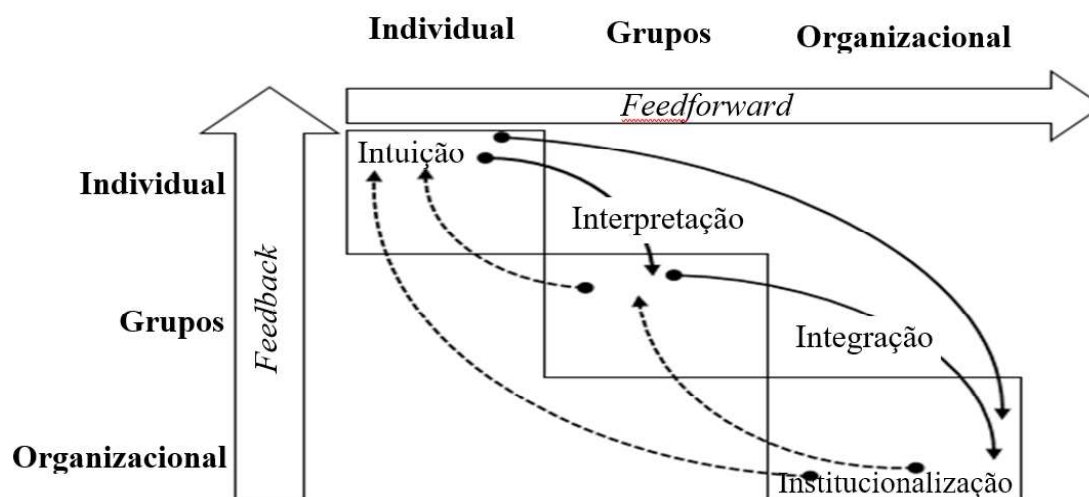 Individual
Grupos
Organizacional
Feedforward
Intuição
Individual
Interpretação
Feedback
Grupos
Integração
Organizacional
Institucionalização